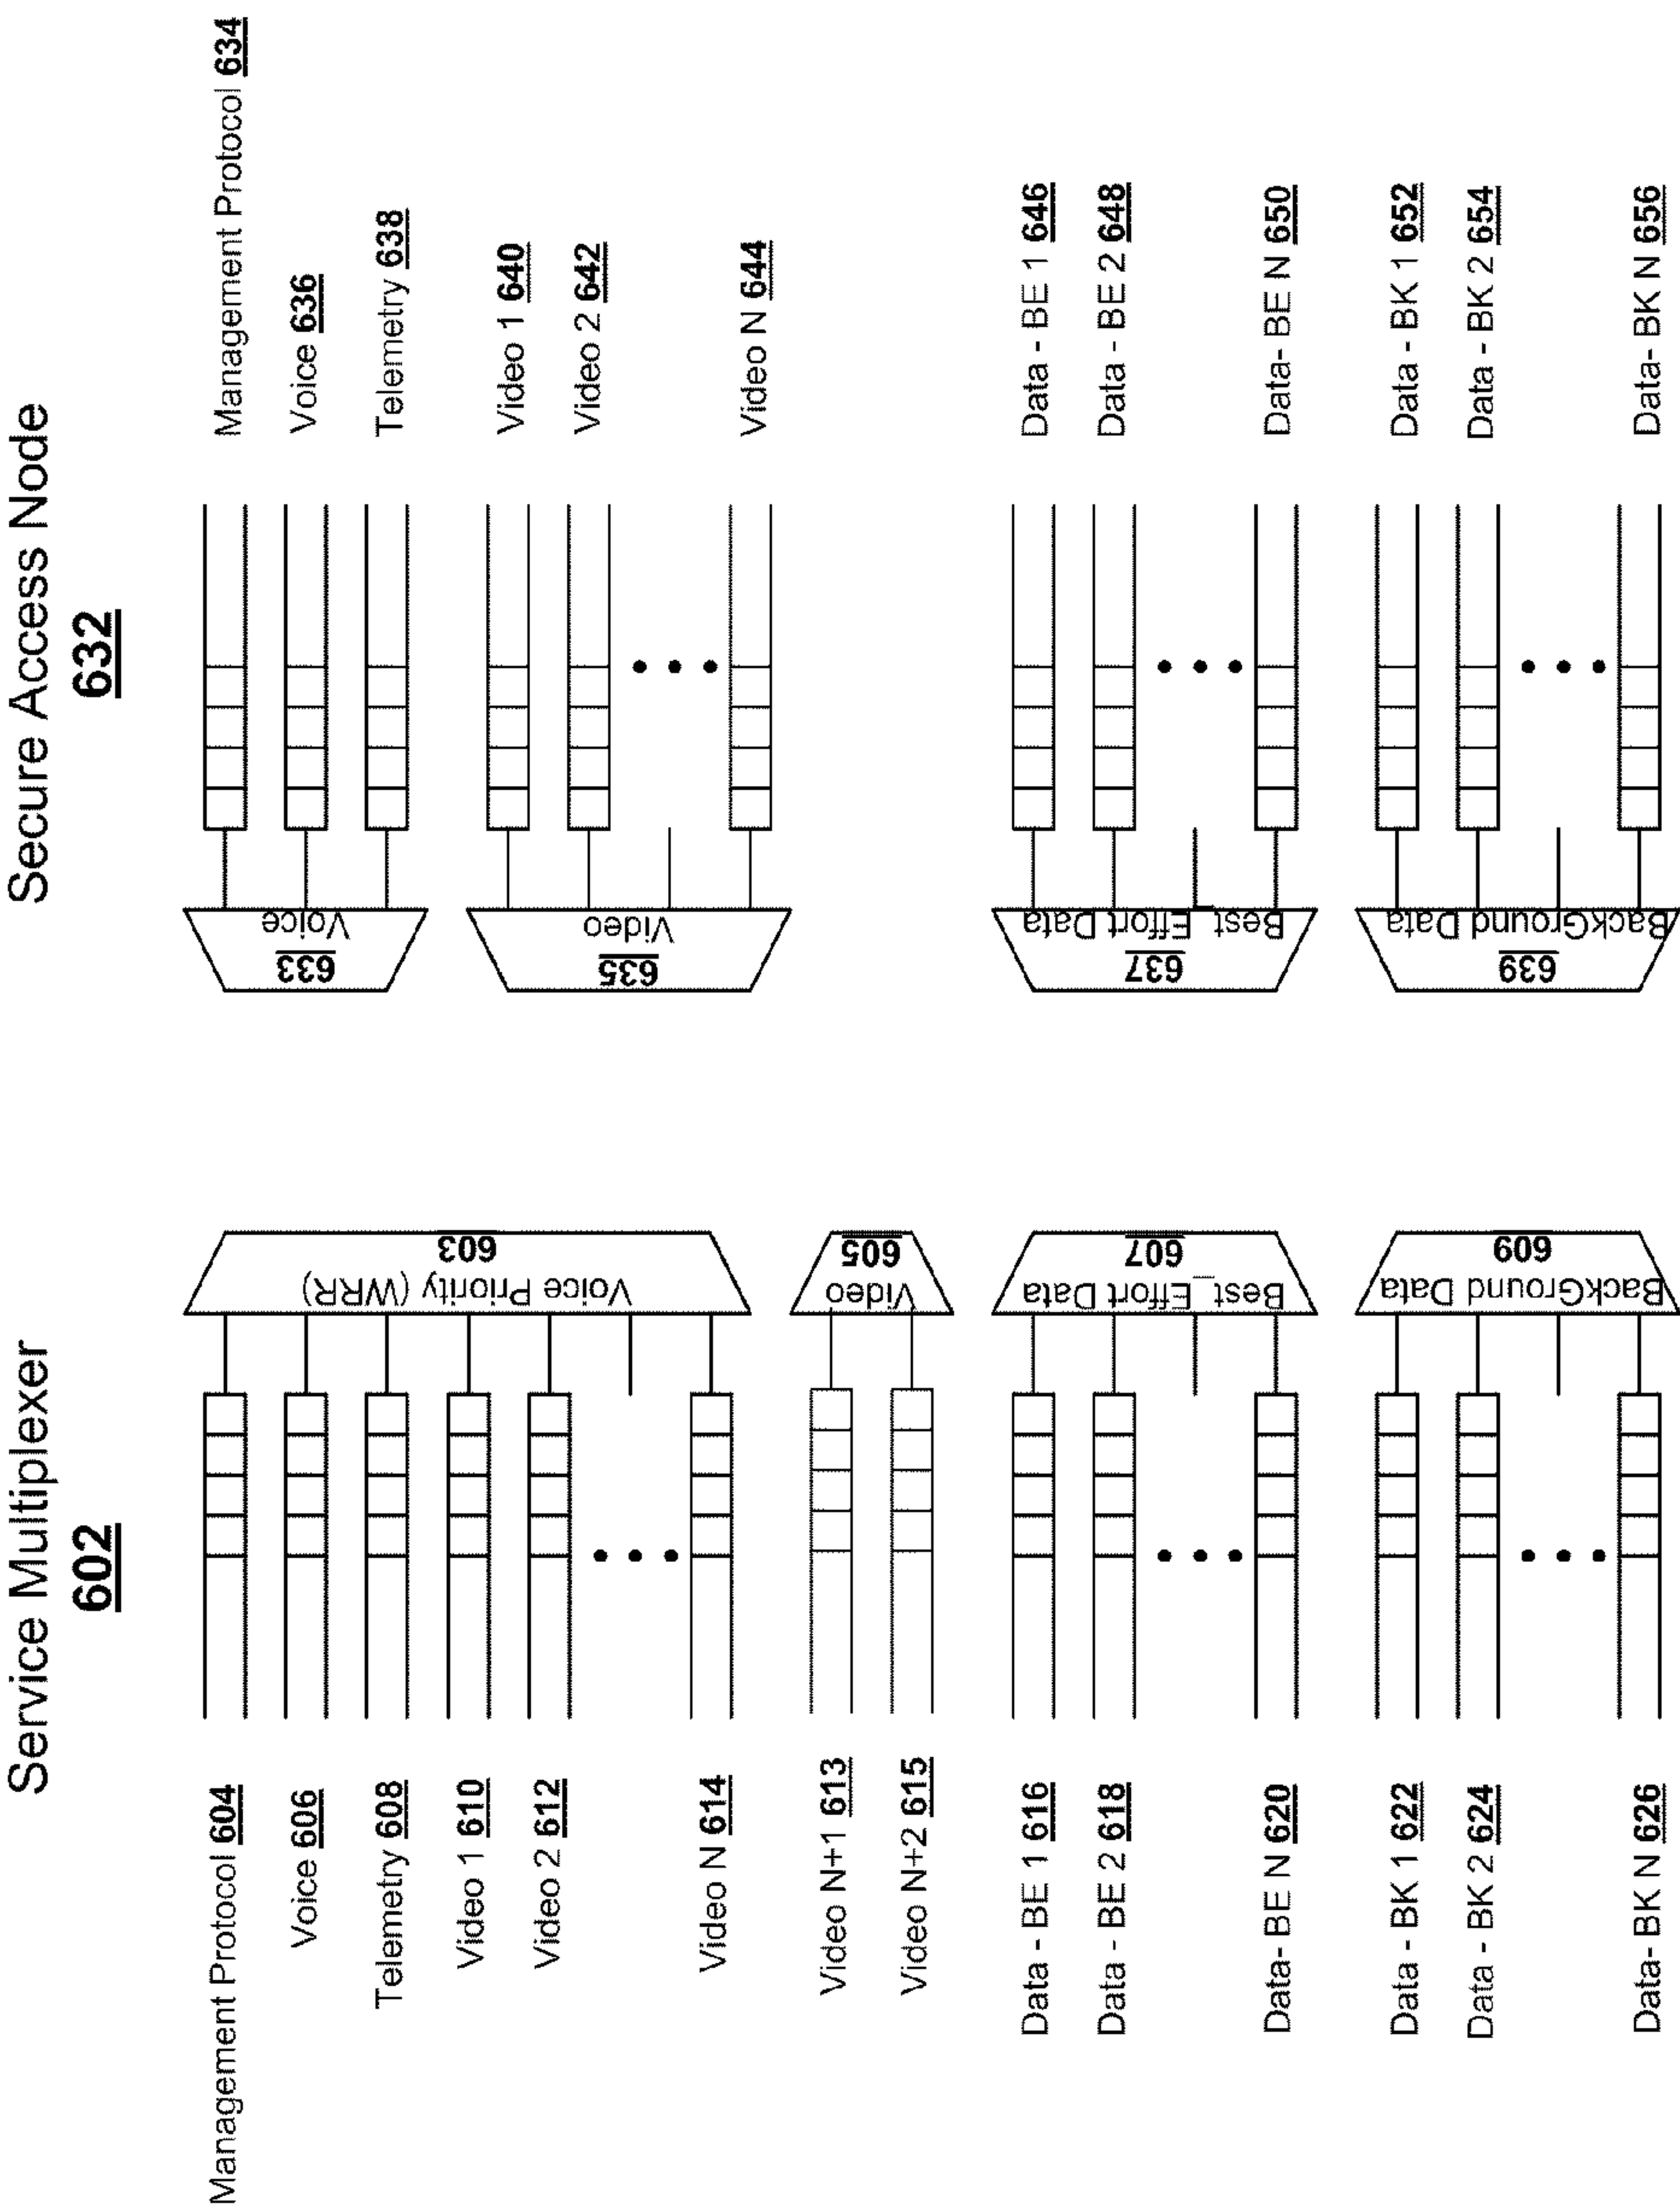 Service Multiplexer
602
Management Protocol 604
Voice 606
Telemetry 608
Video 1 610
Video 2 612
Video N 614
Video N+1 613
Video N+2 615
Data - BE 1 616
Data - BE 2 618
Data- BE N 620
Data - BK 1 622
Data - BK 2 624
Data- BK N 626
Voice Priority (WRR)
603
Video
605
Best_Effort Data
607
BackGround Data
609
Secure Access Node
632
Voice
633
Video
635
Best_Effort Data
637
BackGround Data
639
Management Protocol 634
Voice 636
Telemetry 638
Video 1 640
Video 2 642
Video N 644
Data - BE 1 646
Data - BE 2 648
Data- BE N 650
Data - BK 1 652
Data - BK 2 654
Data- BK N 656